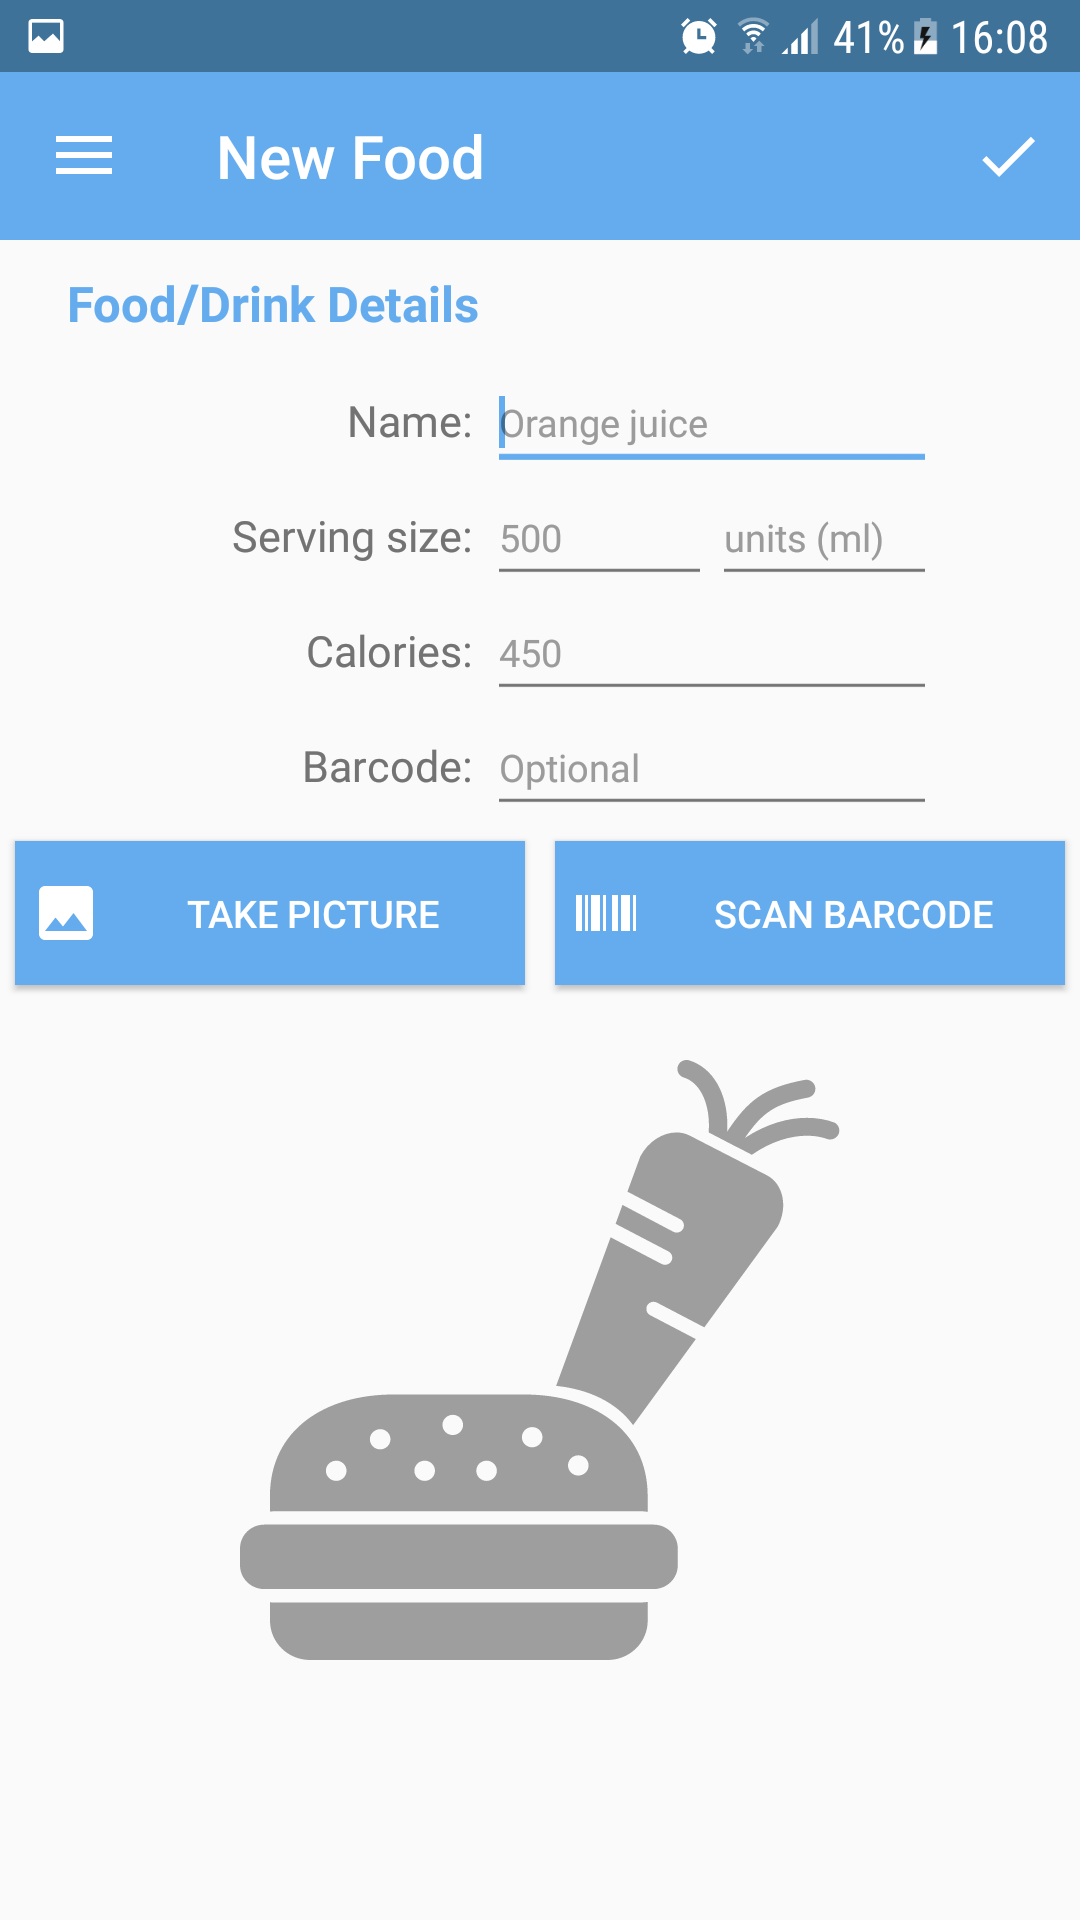 41% 16:08
New Food
Food/Drink Details
Name: Orange juice
Serving size: 500 units (ml)
Calories: 450
Barcode: Optional
TAKE PICTURE SCAN BARCODE